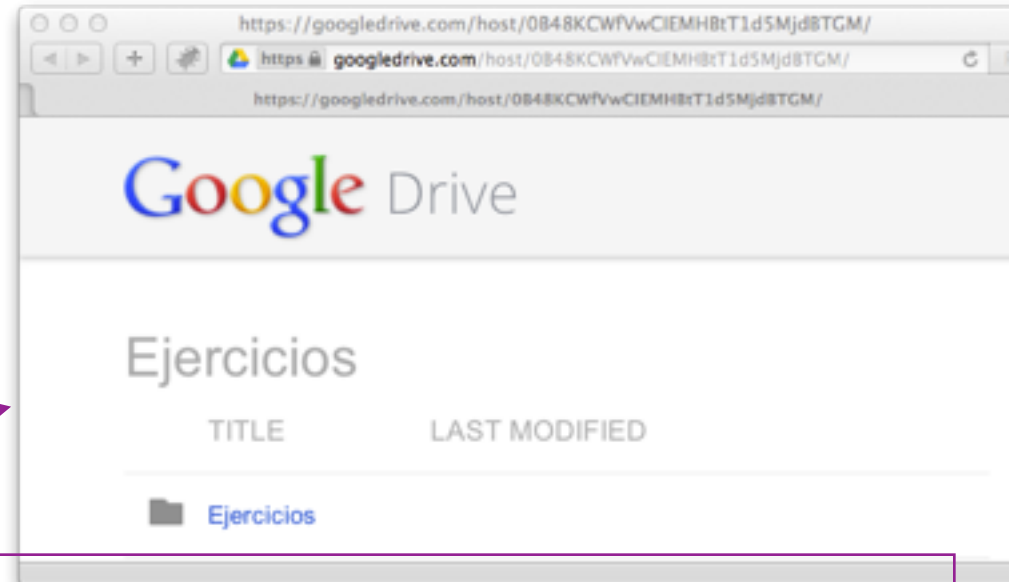 https://googledrive.com/host/0B48KCWfVwCIEMHBtT1d5MjdBTGM/
https googledrive.com/host/0B48KCWfVwCIEMHBtT1d5MjdBTGM/
https://googledrive.com/host/0B48KCWfVwCIEMHBtT1d5MjdBTGM/
Google Drive
Ejercicios
TITLE LAST MODIFIED
Ejercicios